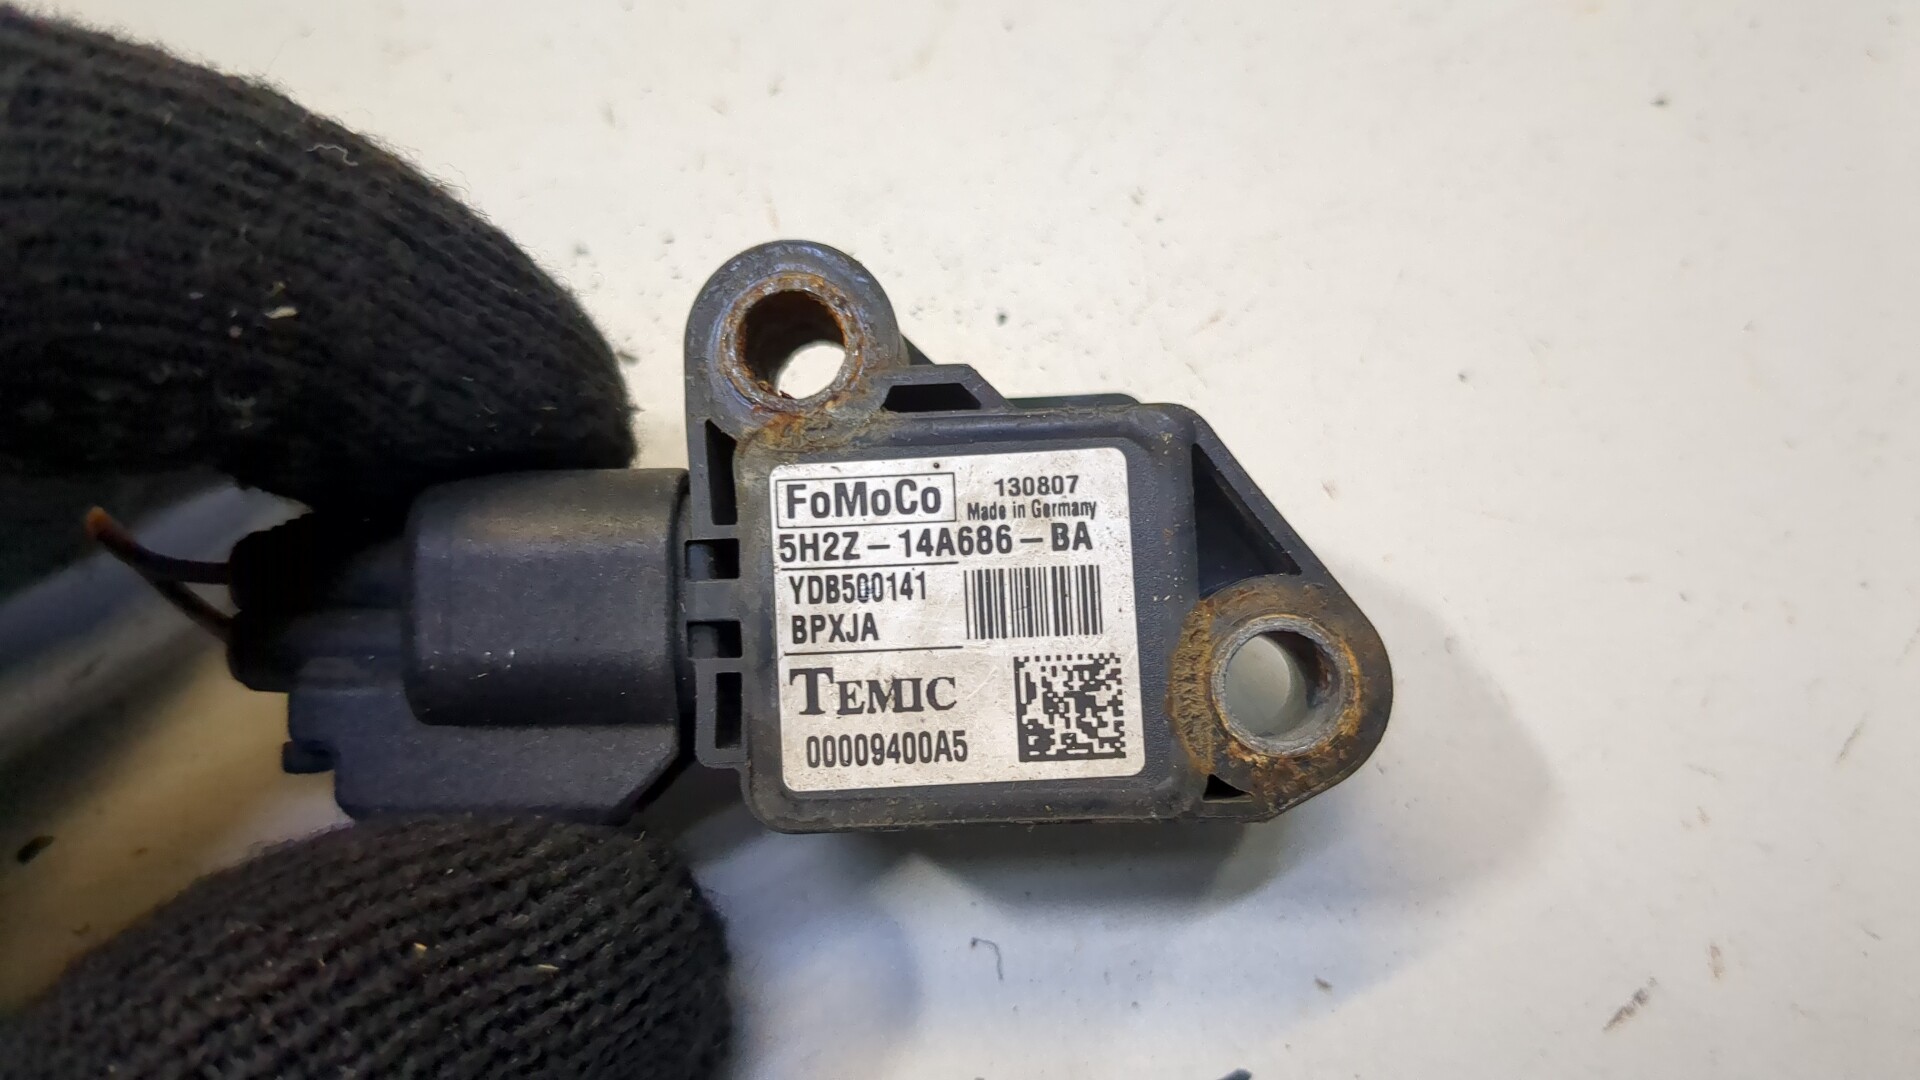 FoMoCo 130807
Made in Germany
5H2Z-14A686-BA
YDB500141
BPXJA
TEMIC
00009400A5